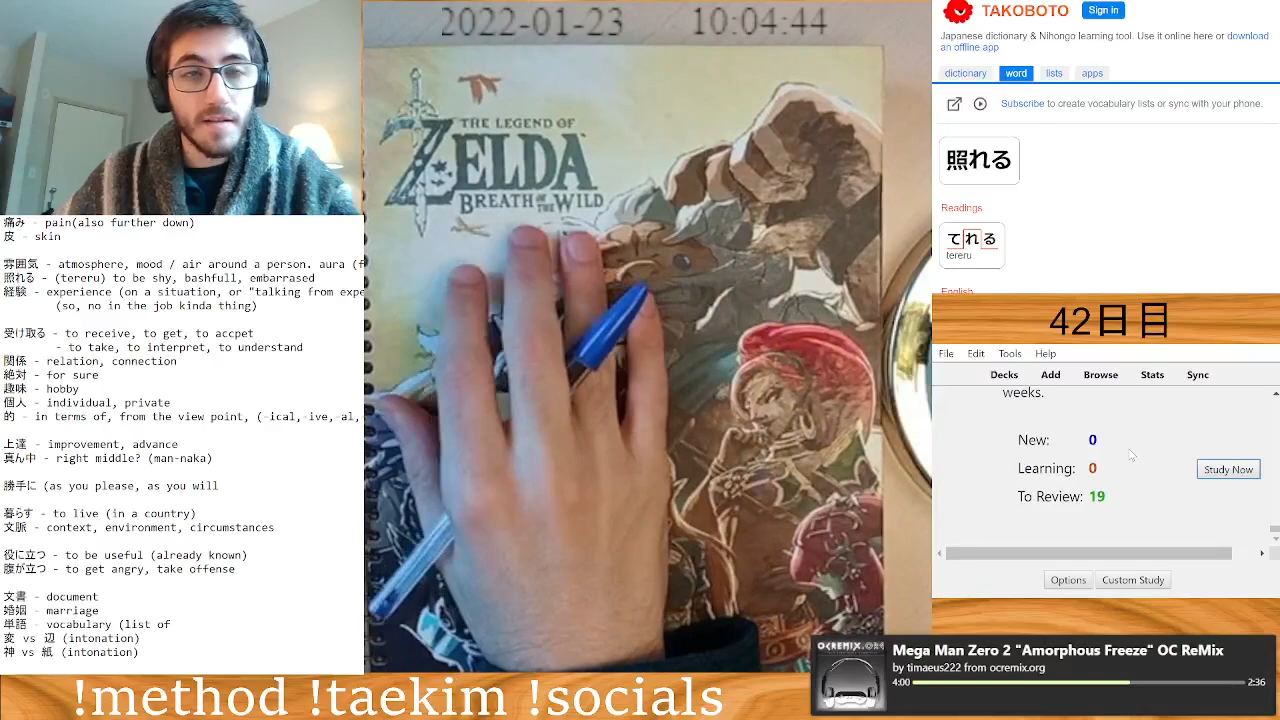 2022-01-23 10:04:44
THE LEGEND OF
ZELDA
BREATH OF THE WILD
痛み - pain(also further down)
皮 - skin
雰囲気 - atmosphere, mood / air around a person. aura (f
照れる - (tereru) to be shy, bashfull, embarrased
経験 - experience (on a situation, or "talking from expe
(so, no in the job kinda thing)
受け取る - to receive, to get, to accpet
- to take, to interpret, to understand
関係 - relation, connection
絶対 - for sure
趣味 - hobby
個人 - individual, private
的 - in terms of, from the view point, (-ical,-ive,-al,
上達 - improvement, advance
真ん中 - right middle? (man-naka)
勝手に (as you please, as you will
暮らす - to live (in a country)
文脈 - context, environment, circumstances
役に立つ - to be useful (already known)
腹が立つ - to get angry, take offense
文書 - document
婚姻 - marriage
単語 - vocabulary (list of
変 vs 辺 (intonation)
神 vs 紙 (intonation)
!method !taekim !socials
TAKOBOTO Sign in
Japanese dictionary & Nihongo learning tool. Use it online here or download
an offline app
dictionary word lists apps
Subscribe to create vocabulary lists or sync with your phone.
照れる
Readings
てれる
tereru
English
42日目
File Edit Tools Help
Decks Add Browse Stats Sync
weeks.
New: 0
Learning: 0
To Review: 19
Study Now
Options Custom Study
OCREMIX.ORG
Mega Man Zero 2 "Amorphous Freeze" OC ReMix
by timaeus222 from ocremix.org
4:00 2:36